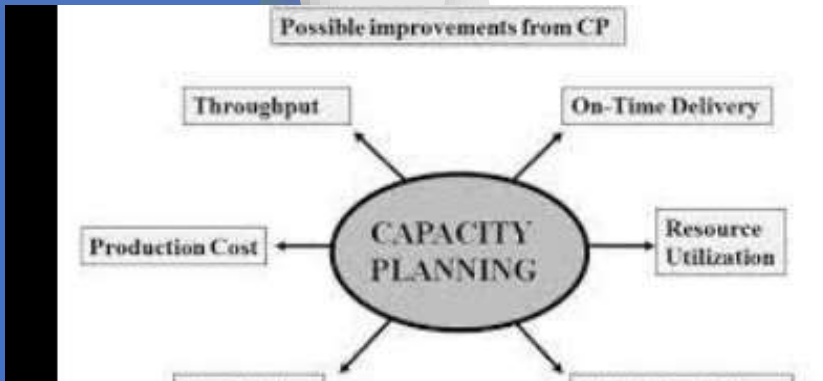 Possible improvements from CP
Throughput
On-Time Delivery
CAPACITY
PLANNING
Production Cost
Resource
Utilization